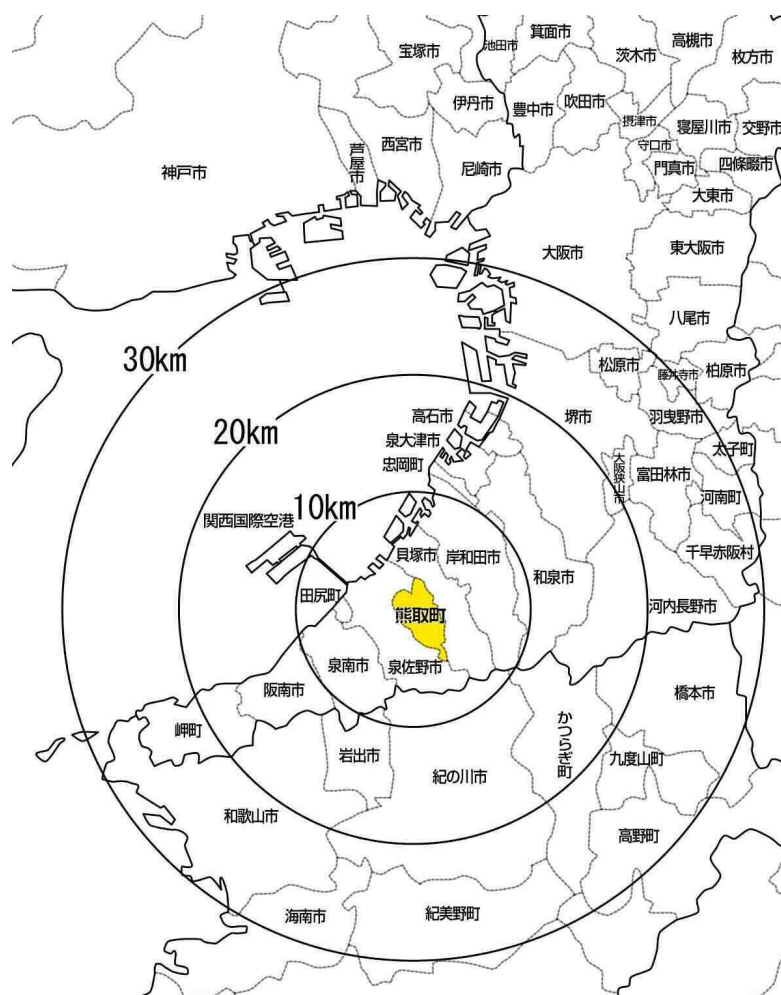 宝塚市
池田市
箕面市
茨木市
高槻市
枚方市
伊丹市
豊中市
吹田市
摂津市
寝屋川市
交野市
神戸市
芦屋市
西宮市
尼崎市
守口市
門真市
四條畷市
大東市
大阪市
東大阪市
八尾市
30km
松原市
藤井寺市
柏原市
20km
高石市
堺市
羽曳野市
泉大津市
忠岡町
大阪狭山市
富田林市
太子町
河南町
10km
関西国際空港
千早赤阪村
貝塚市
岸和田市
和泉市
田尻町
熊取町
河内長野市
泉南市
泉佐野市
阪南市
橋本市
岬町
岩出市
かつらぎ町
紀の川市
九度山町
和歌山市
高野町
海南市
紀美野町